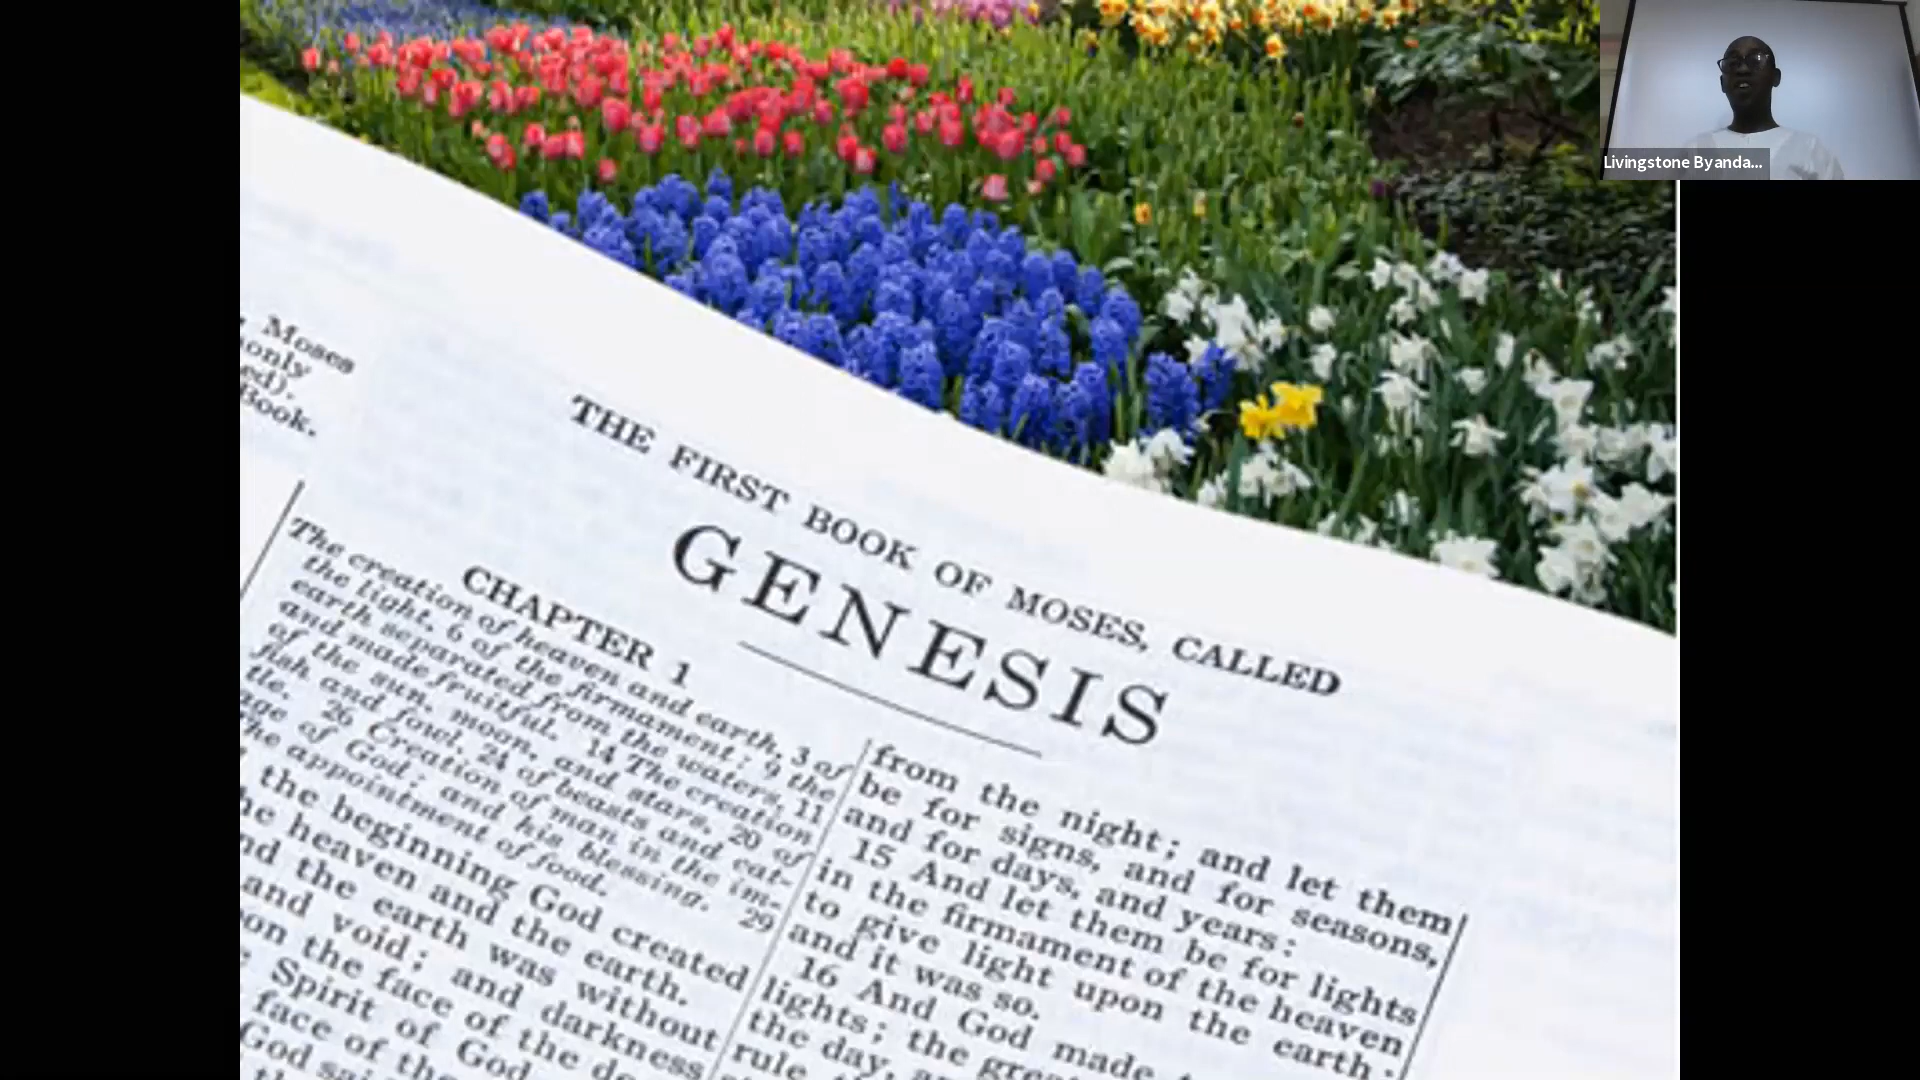 Livingstone Byanda...
Moses
only
ed).
Book.
THE FIRST BOOK OF MOSES, CALLED
GENESIS
CHAPTER 1
The creation of heaven and earth, 3 of
the light, 6 of the firmament; 9 the
earth separated from the waters, 11
and made fruitful. 14 The creation
of the sun, moon, and stars, 20 of
fish and fowl, 24 of beasts and cat-
tle. 26 Creation of man in the im-
age of God; and his blessing. 29
he appointment of food.
the beginning God created
he heaven and the earth.
nd the earth was without
and void; and darkness
on the face of the de
Spirit of God
face of the
God sai
from the night; and let them
be for signs, and for seasons,
and for days, and years:
15 And let them be for lights
in the firmament of the heaven
to give light upon the earth:
and it was so.
16 And God made
lights; the grea
the day, an
rule